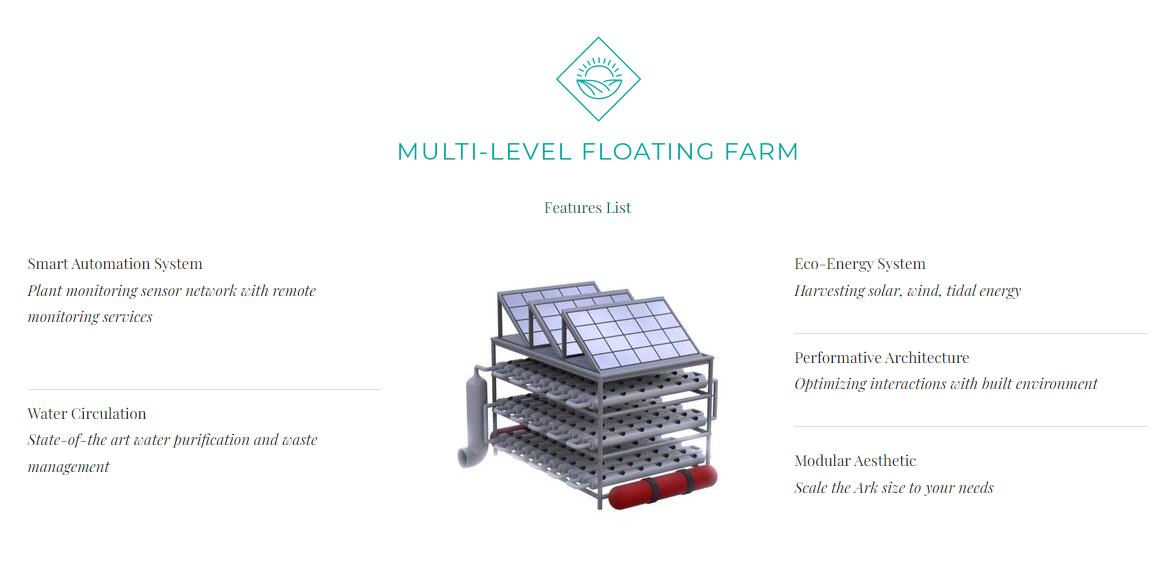 MULTI-LEVEL FLOATING FARM
Features List
Smart Automation System
Plant monitoring sensor network with remote
monitoring services
Water Circulation
State-of-the art water purification and waste
management
Eco-Energy System
Harvesting solar, wind, tidal energy
Performative Architecture
Optimizing interactions with built environment
Modular Aesthetic
Scale the Ark size to your needs